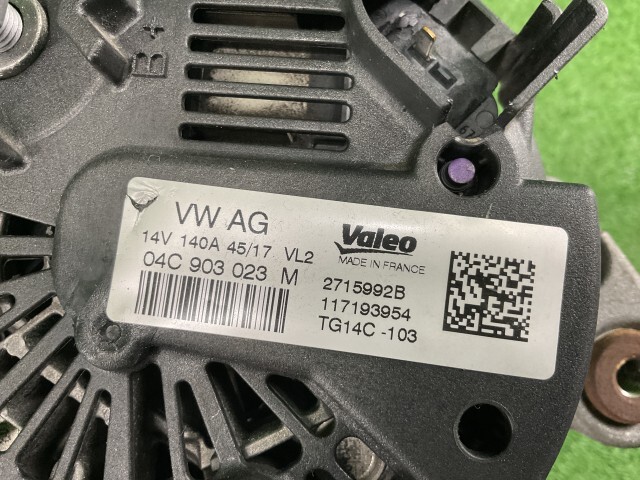 B+
VW AG
14V 140A 45/17 VL2
04C 903 023 M
Valeo
MADE IN FRANCE
2715992B
117193954
TG14C -103